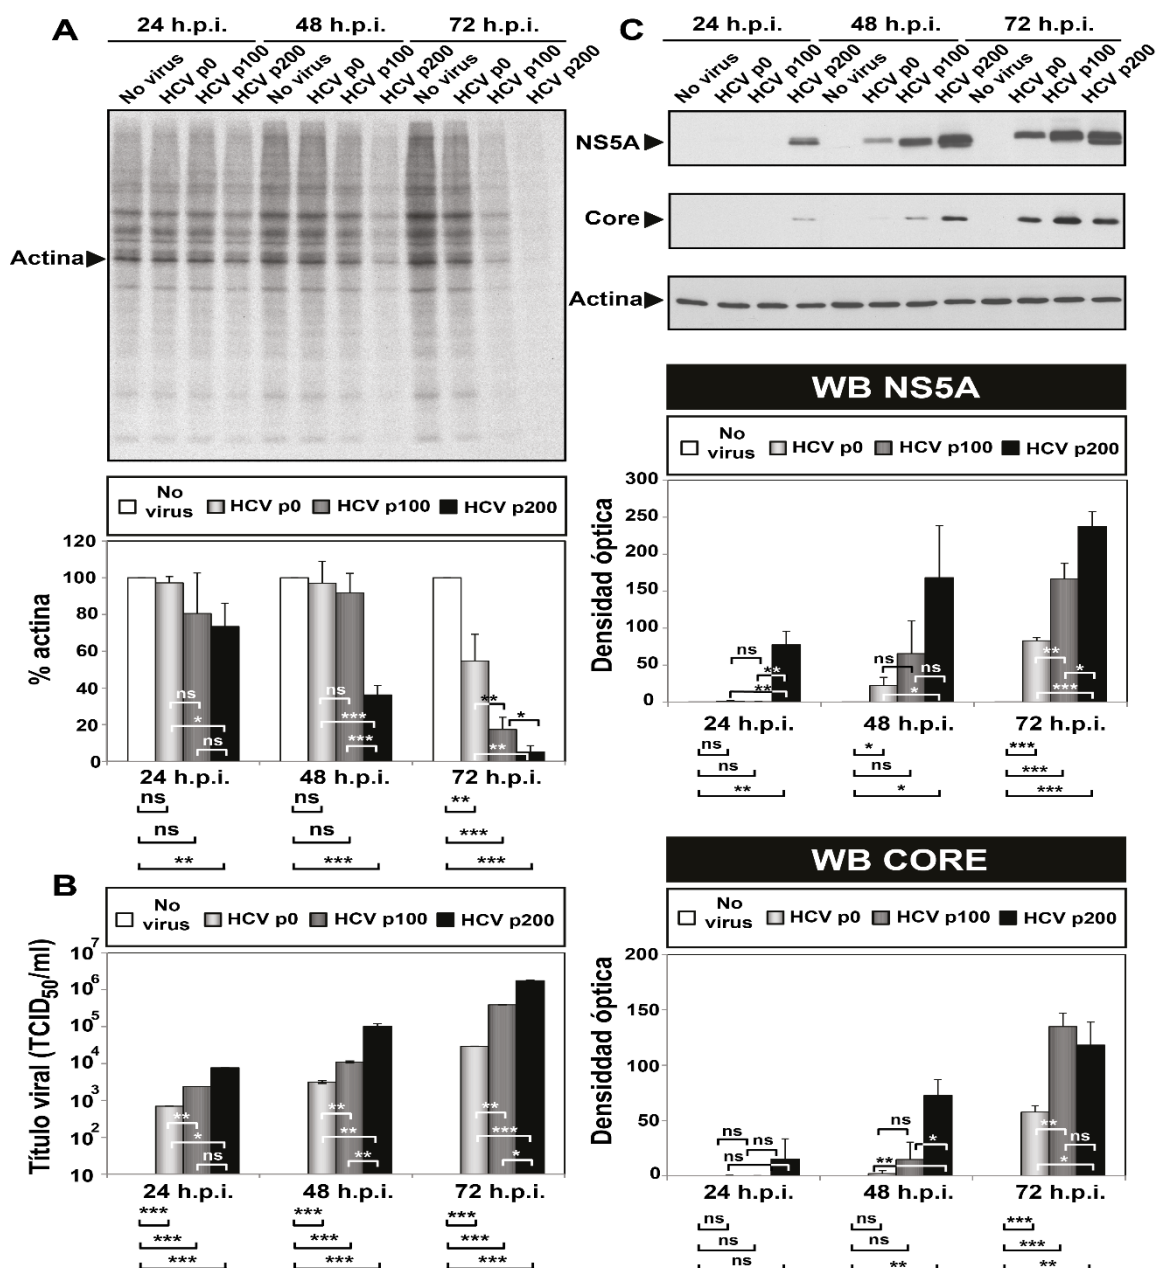 A
24 h.p.i. 48 h.p.i. 72 h.p.i.
No virus HCV p0 HCV p100 HCV p200 No virus HCV p0 HCV p100 HCV p200 No virus HCV p0 HCV p100 HCV p200
Actina
No virus HCV p0 HCV p100 HCV p200
% actina
120
100
80
60
40
20
0
ns * ns
ns *** ***
** * **
24 h.p.i. 48 h.p.i. 72 h.p.i.
ns ns **
ns ns ***
** *** ***
B
No virus HCV p0 HCV p100 HCV p200
Título viral (TCID50/ml)
10^7
10^6
10^5
10^4
10^3
10^2
10
** * ns
** ** **
** *** *
24 h.p.i. 48 h.p.i. 72 h.p.i.
*** *** ***
*** *** ***
*** *** ***
C
24 h.p.i. 48 h.p.i. 72 h.p.i.
No virus HCV p0 HCV p100 HCV p200 No virus HCV p0 HCV p100 HCV p200 No virus HCV p0 HCV p100 HCV p200
NS5A
Core
Actina
WB NS5A
No virus HCV p0 HCV p100 HCV p200
Densidad óptica
300
250
200
150
100
50
0
ns ** **
ns ns *
** * ***
24 h.p.i. 48 h.p.i. 72 h.p.i.
ns * ***
ns ns ***
** * ***
WB CORE
No virus HCV p0 HCV p100 HCV p200
Densiddad óptica
200
150
100
50
0
ns ns ns
ns * **
** ns *
24 h.p.i. 48 h.p.i. 72 h.p.i.
ns ns ***
ns ns ***
ns ** **